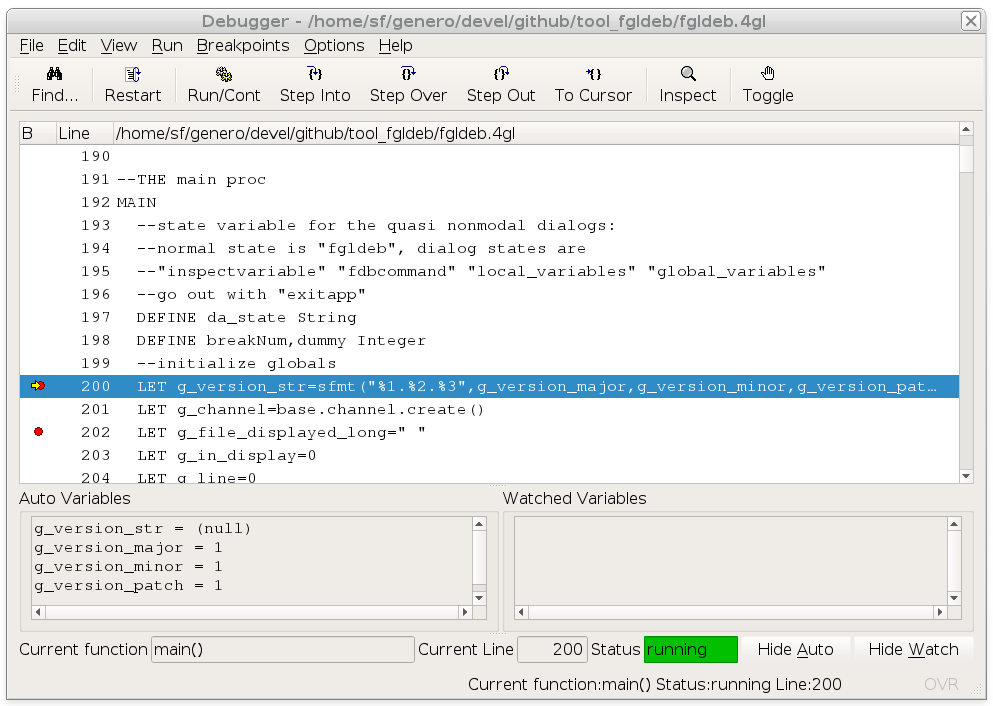 Debugger - /home/sf/genero/devel/github/tool_fgldeb/fgldeb.4gl
File Edit View Run Breakpoints Options Help
Find... Restart Run/Cont Step Into Step Over Step Out To Cursor Inspect Toggle
B Line /home/sf/genero/devel/github/tool_fgldeb/fgldeb.4gl
190
191 --THE main proc
192 MAIN
193 --state variable for the quasi nonmodal dialogs:
194 --normal state is "fgldeb", dialog states are
195 --"inspectvariable" "fdbcommand" "local_variables" "global_variables"
196 --go out with "exitapp"
197 DEFINE da_state String
198 DEFINE breakNum,dummy Integer
199 --initialize globals
200 LET g_version_str=sfmt("%1.%2.%3",g_version_major,g_version_minor,g_version_pat...
201 LET g_channel=base.channel.create()
202 LET g_file_displayed_long=" "
203 LET g_in_display=0
204 LET g_line=0
Auto Variables Watched Variables
g_version_str = (null)
g_version_major = 1
g_version_minor = 1
g_version_patch = 1
Current function main() Current Line 200 Status running Hide Auto Hide Watch
Current function:main() Status:running Line:200 OVR